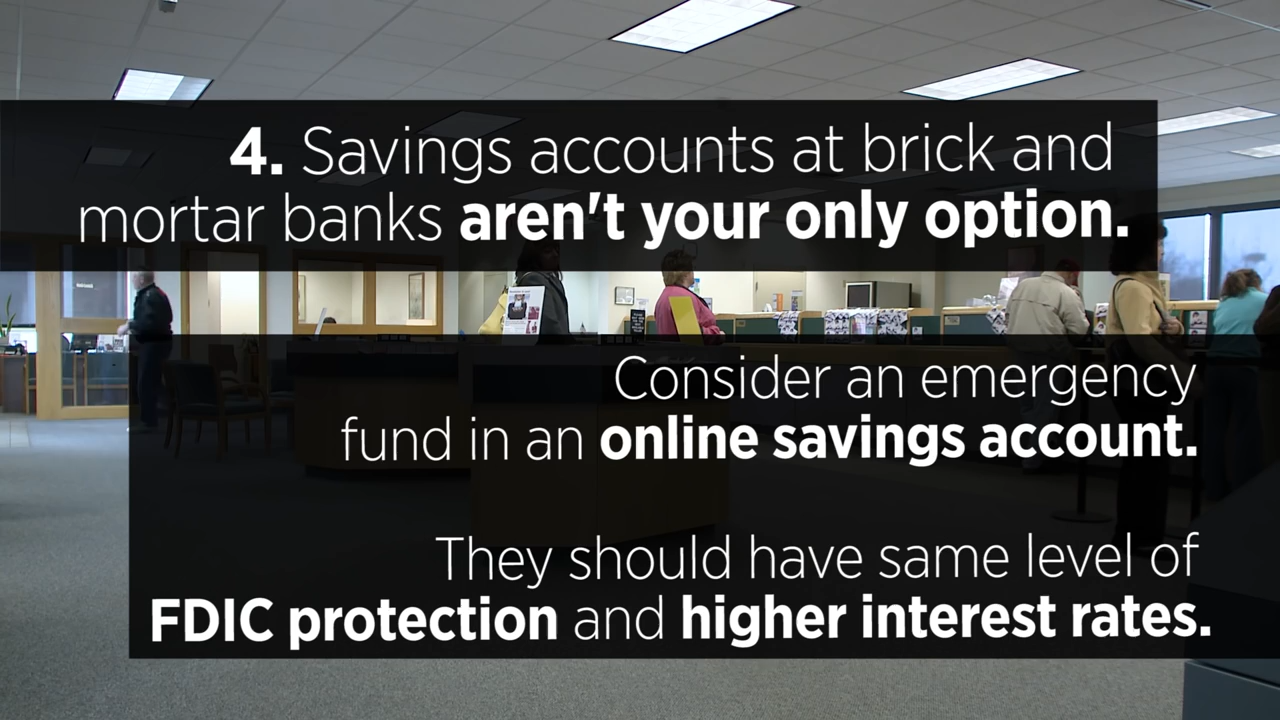 4. Savings accounts at brick and
mortar banks aren't your only option.
Consider an emergency
fund in an online savings account.
They should have same level of
FDIC protection and higher interest rates.